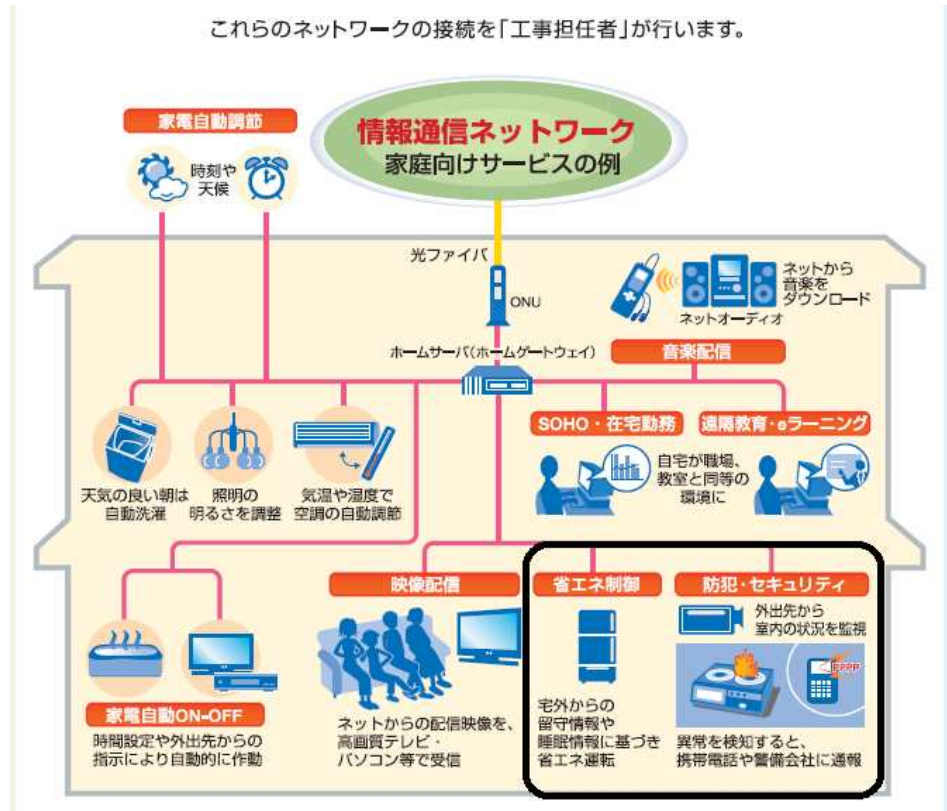 これらのネットワークの接続を「工事担任者」が行います。
情報通信ネットワーク
家庭向けサービスの例
家電自動調節
時刻や
天候
光ファイバ
ONU
ネットから
音楽を
ダウンロード
ネットオーディオ
ホームサーバ(ホームゲートウェイ)
音楽配信
SOHO・在宅勤務
遠隔教育・eラーニング
自宅が職場、
教室と同等の
環境に
天気の良い朝は
自動洗濯
照明の
明るさを調整
気温や湿度で
空調の自動調節
映像配信
ネットからの配信映像を、
高画質テレビ・
パソコン等で受信
省エネ制御
宅外からの
留守情報や
睡眠情報に基づき
省エネ運転
防犯・セキュリティ
外出先から
室内の状況を監視
PPPP
異常を検知すると、
携帯電話や警備会社に通報
家電自動ON-OFF
時間設定や外出先からの
指示により自動的に作動